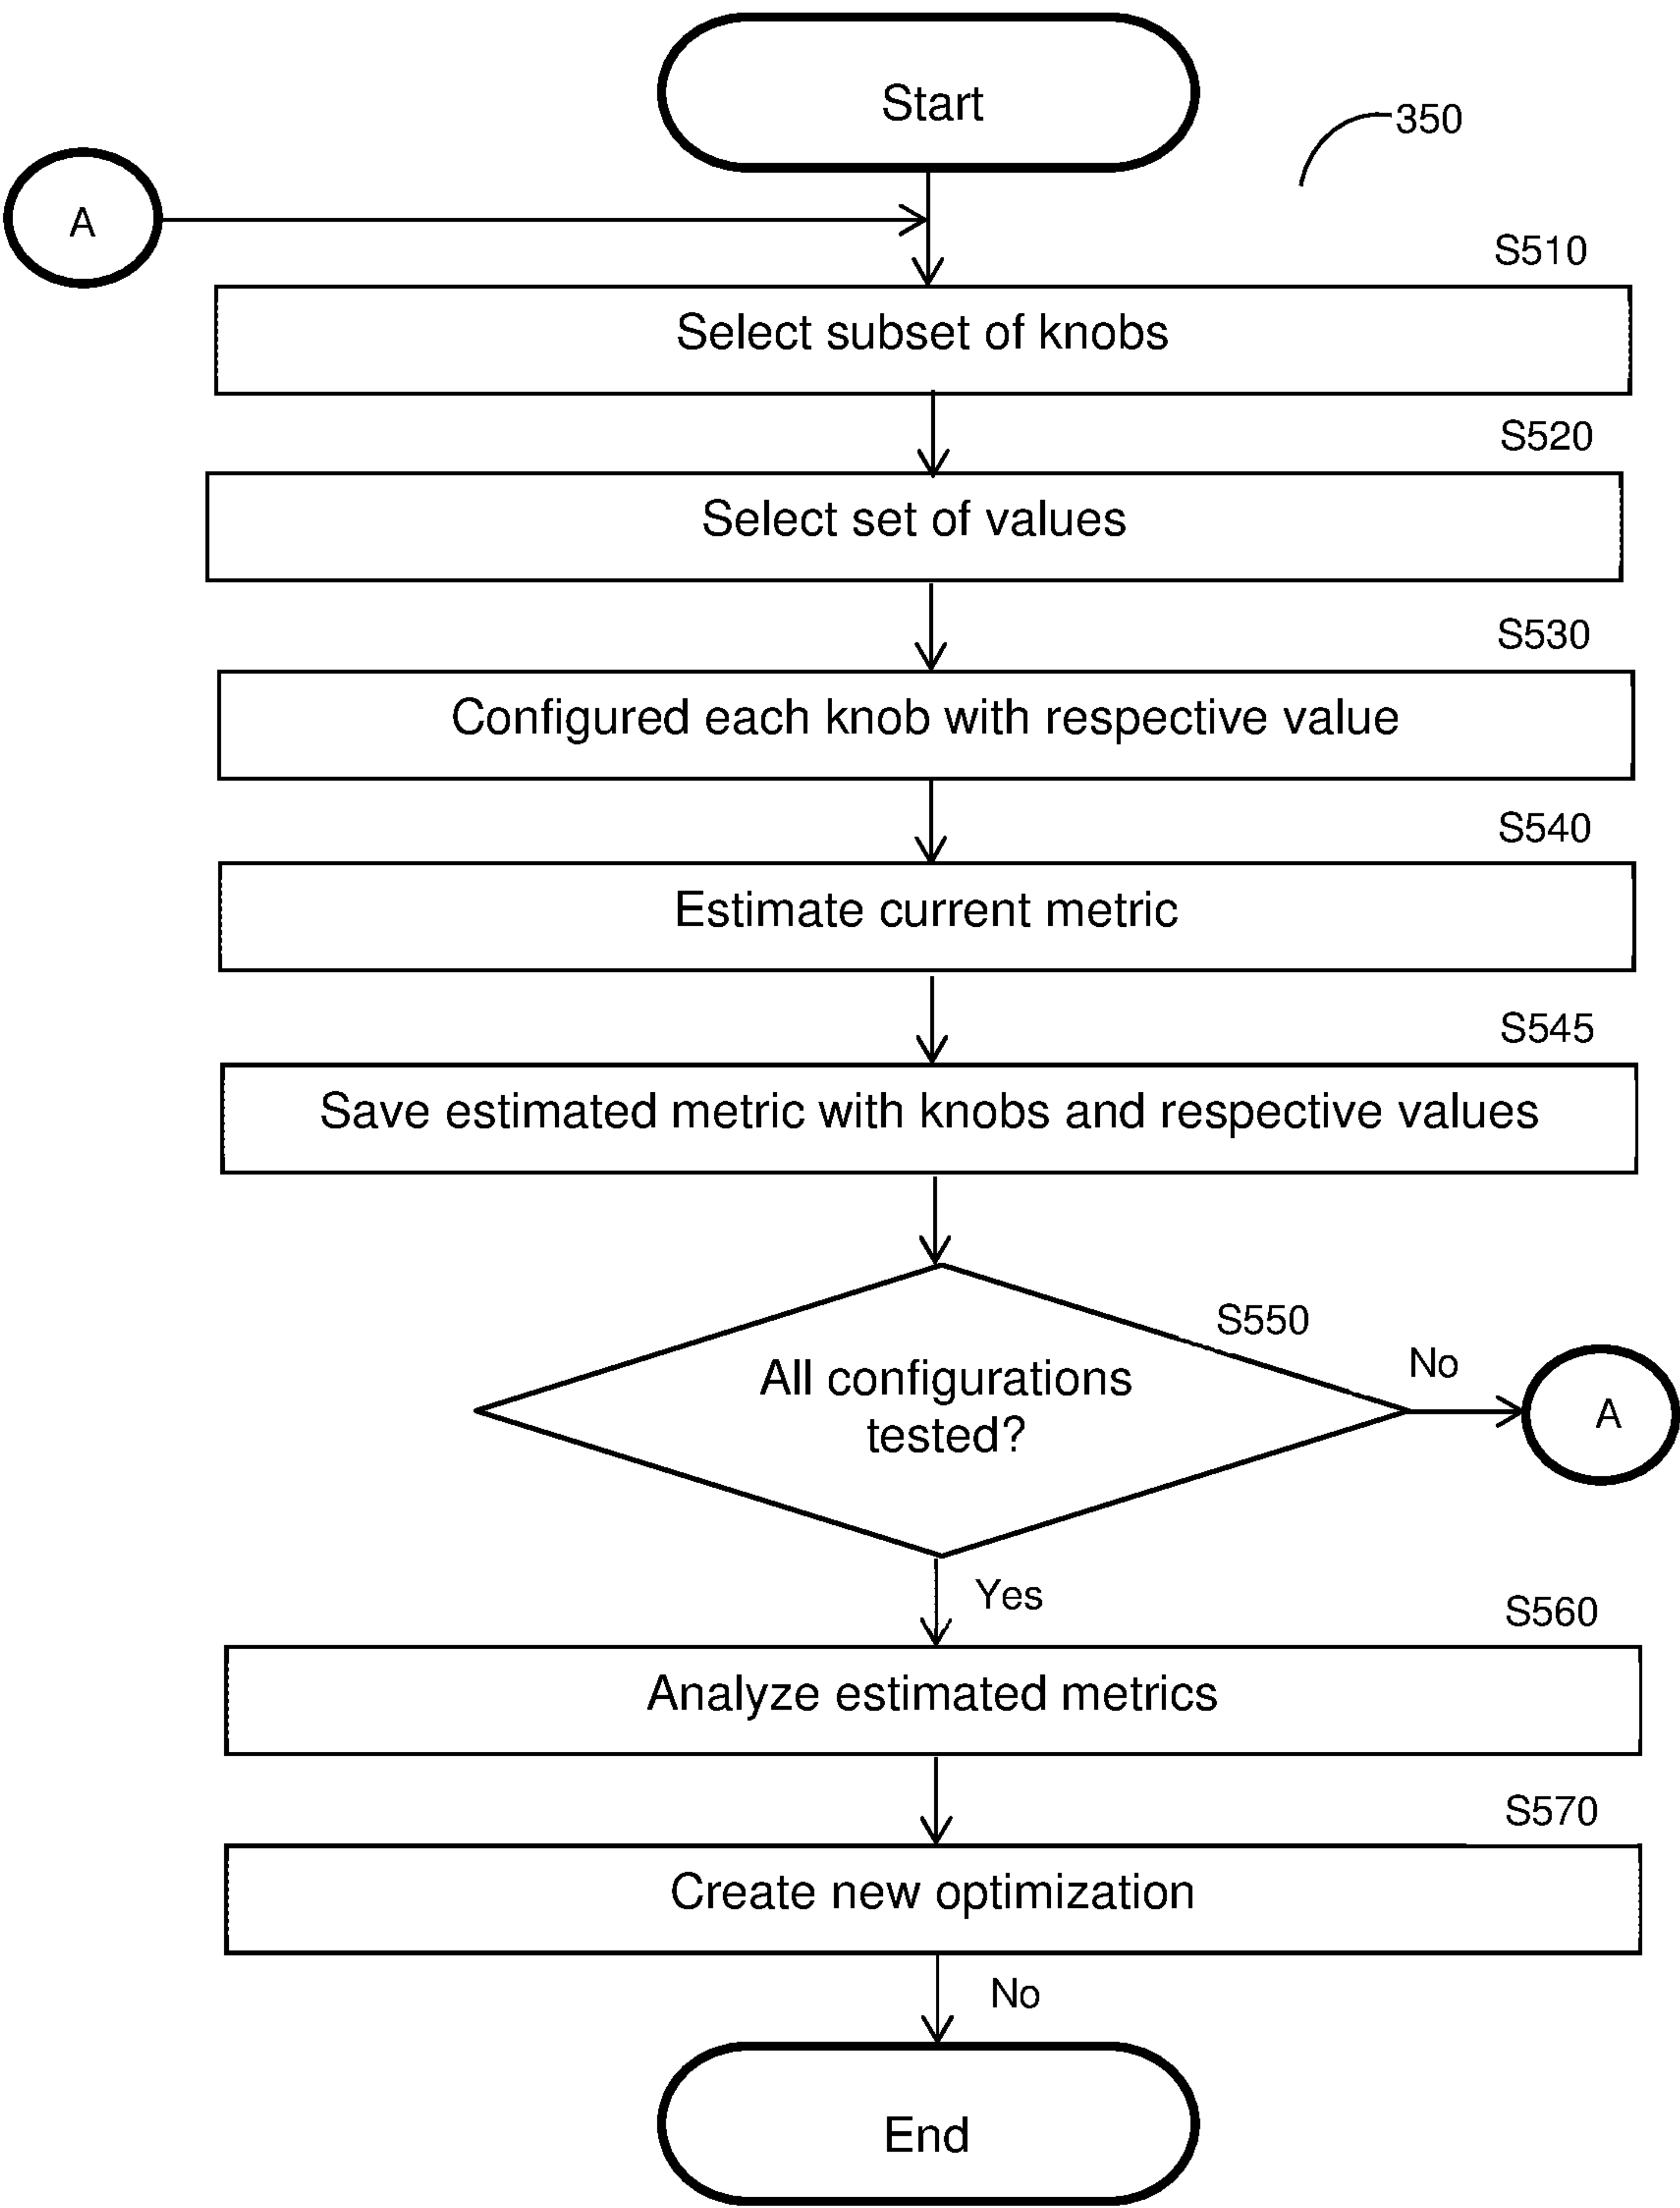 Start
350
A
S510
Select subset of knobs
S520
Select set of values
S530
Configured each knob with respective value
S540
Estimate current metric
S545
Save estimated metric with knobs and respective values
S550
All configurations
tested?
No
A
Yes
S560
Analyze estimated metrics
S570
Create new optimization
No
End